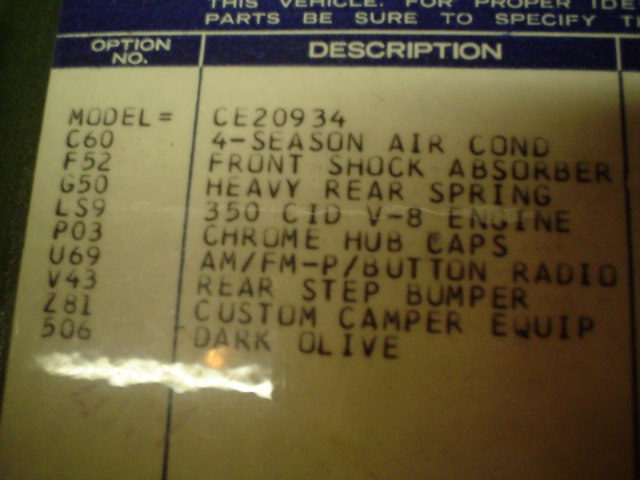 THIS VEHICLE. FOR PROPER IDE
PARTS BE SURE TO SPECIFY T
OPTION NO. DESCRIPTION
MODEL= CE20934
C60 4-SEASON AIR COND
F52 FRONT SHOCK ABSORBER
G50 HEAVY REAR SPRING
LS9 350 CID V-8 ENGINE
P03 CHROME HUB CAPS
U69 AM/FM-P/BUTTON RADIO
V43 REAR STEP BUMPER
Z81 CUSTOM CAMPER EQUIP
506 DARK OLIVE